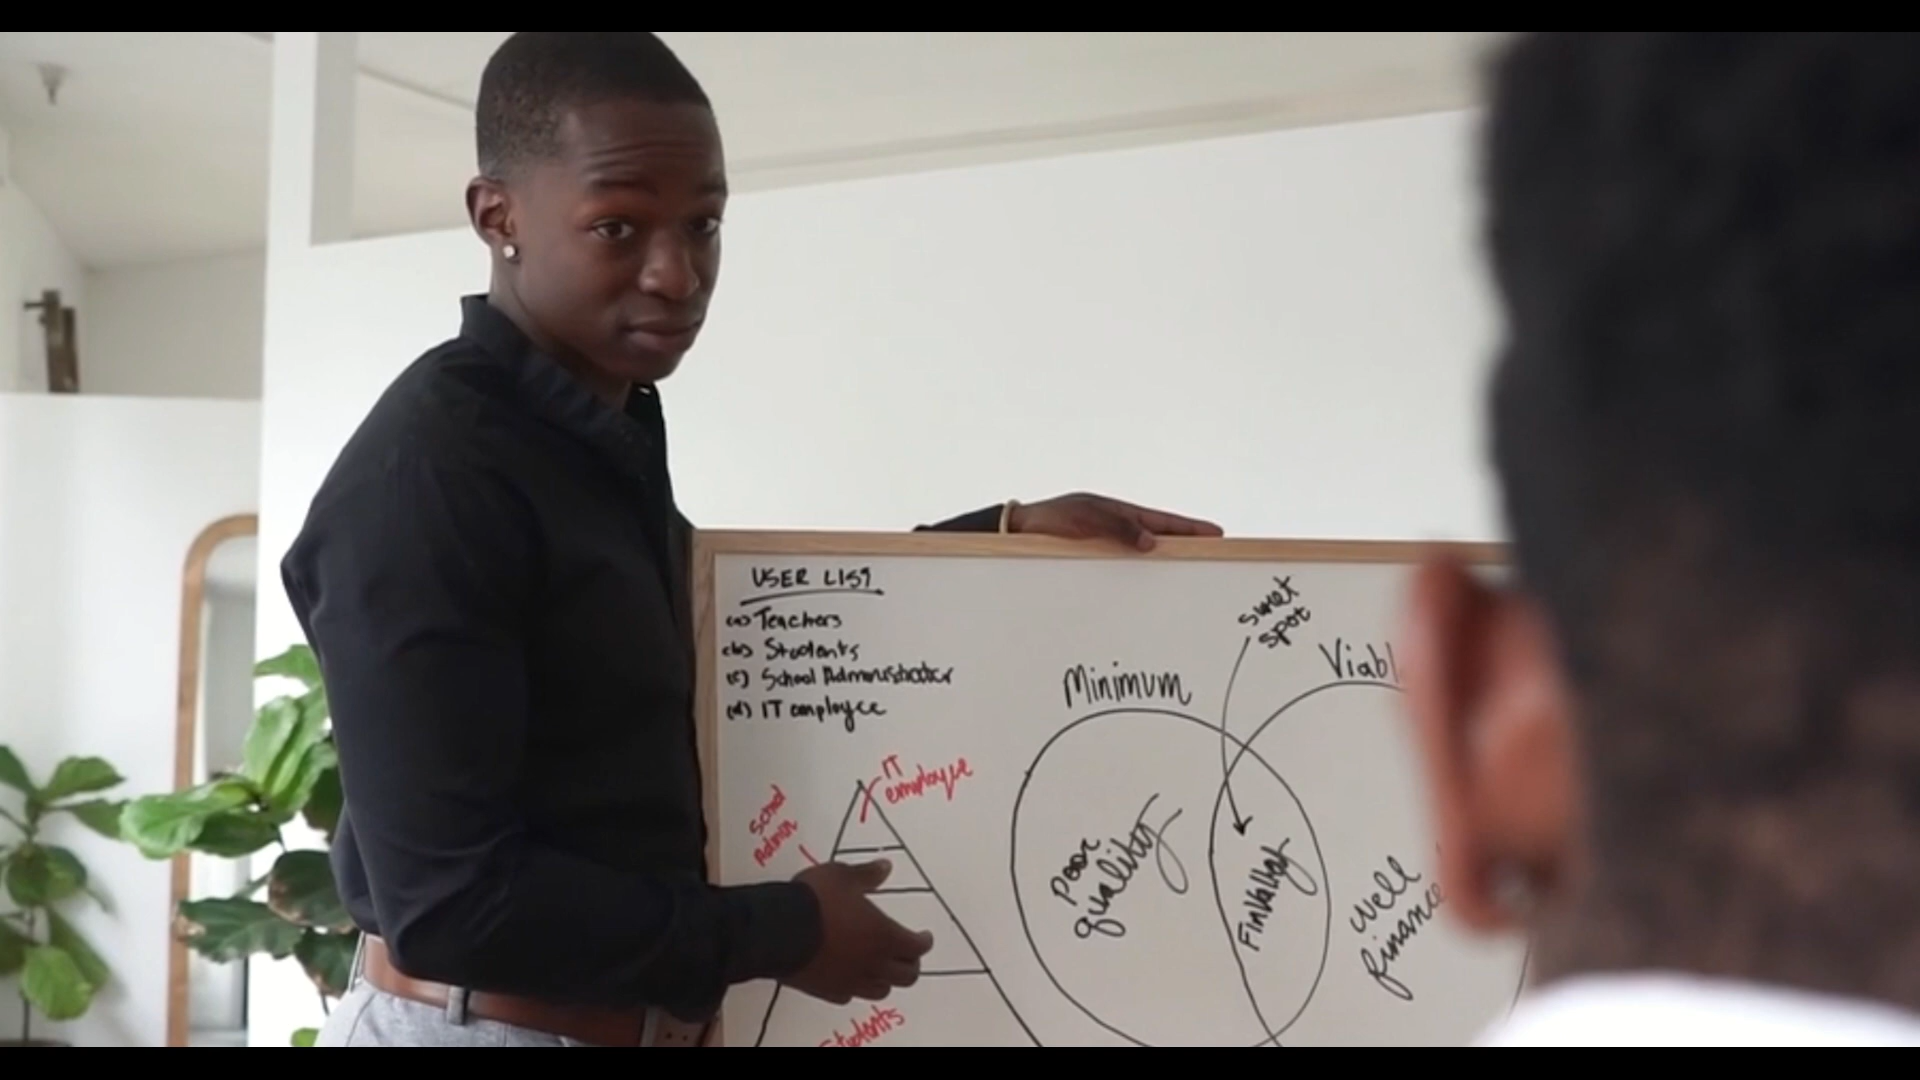 USER LIST
(a) Teachers
(b) Students
(c) School Administrator
(d) IT employee
IT
employee
School
Admin
Students
sweet
spot
Minimum
Viabl
Poor
quality
Well
finance